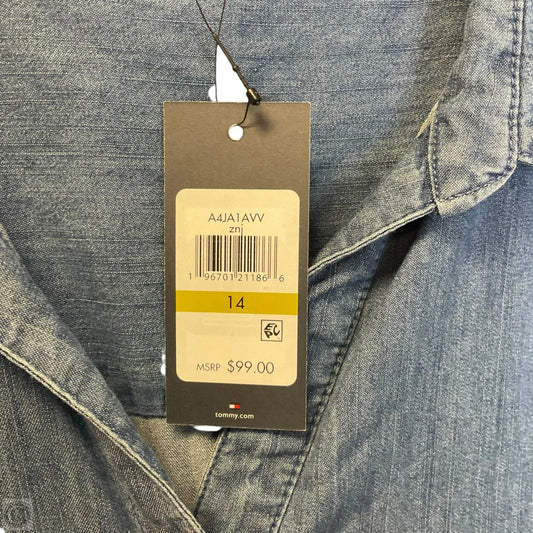 A4JA1AVV
znj
1 96701 21186 6
14
MSRP $99.00
tommy.com